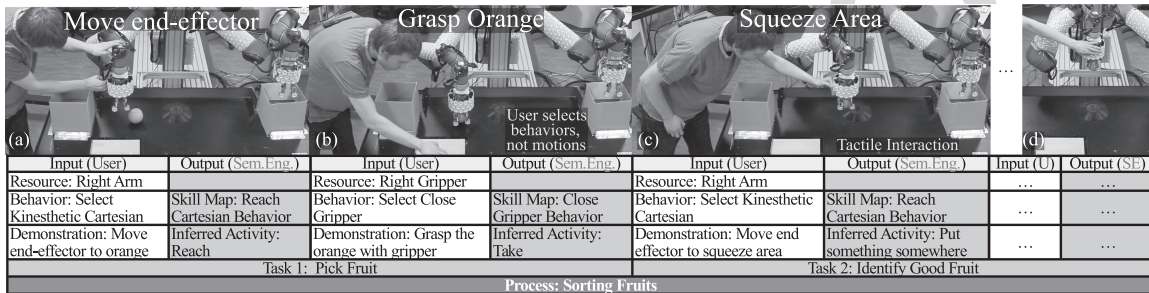 Move end-effector
Grasp Orange
Squeeze Area
...
(a)
(b)
User selects
behaviors,
not motions
(c)
Tactile Interaction
(d)
Input (User) Output (Sem.Eng.) Input (User) Output (Sem.Eng.) Input (User) Output (Sem.Eng.) Input (U) Output (SE)
Resource: Right Arm Resource: Right Gripper Resource: Right Arm ... ...
Behavior: Select Skill Map: Reach Behavior: Select Close Skill Map: Close Behavior: Select Kinesthetic Skill Map: Reach ... ...
Kinesthetic Cartesian Cartesian Behavior Gripper Gripper Behavior Cartesian Cartesian Behavior
Demonstration: Move Inferred Activity: Demonstration: Grasp the Inferred Activity: Demonstration: Move end Inferred Activity: Put ... ...
end-effector to orange Reach orange with gripper Take effector to squeeze area something somewhere
Task 1: Pick Fruit Task 2: Identify Good Fruit
Process: Sorting Fruits